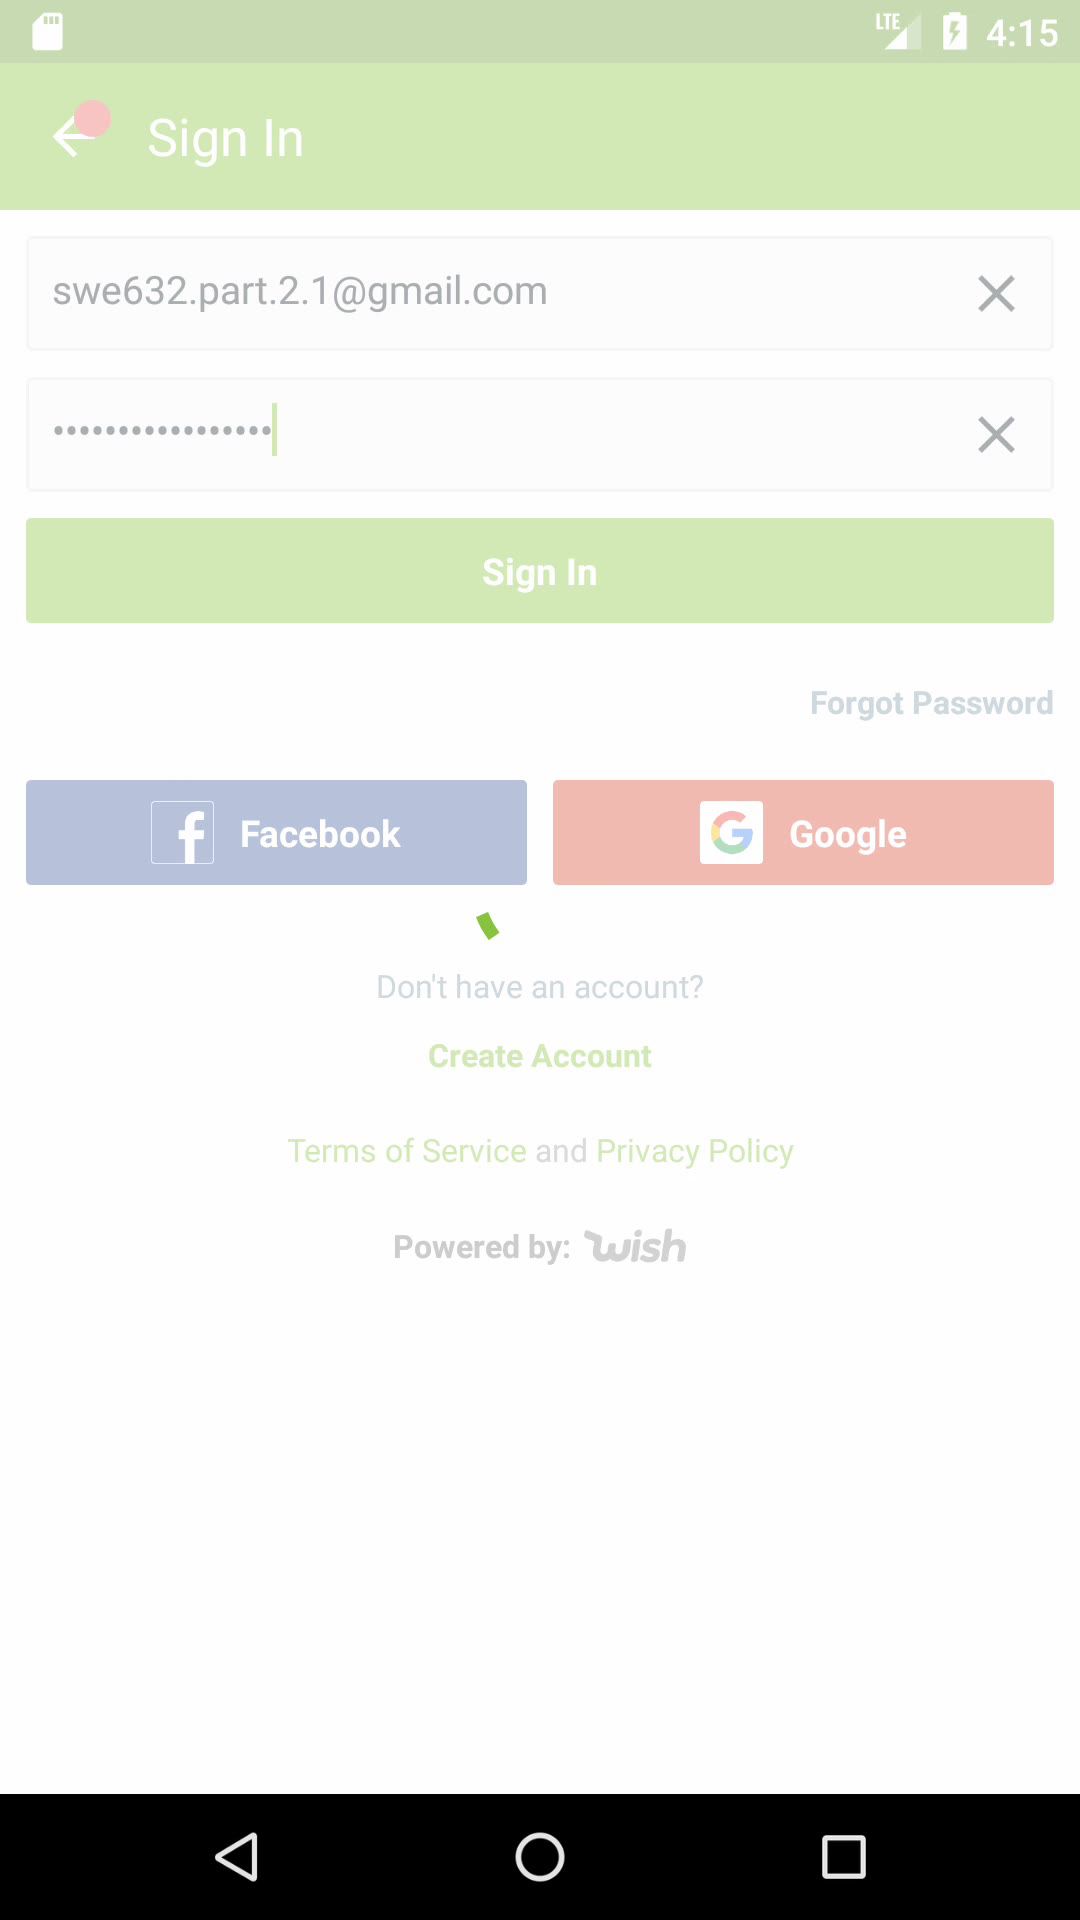 LTE 4:15
Sign In
swe632.part.2.1@gmail.com
•••••••••••••••••
Sign In
Forgot Password
Facebook
Google
Don't have an account?
Create Account
Terms of Service and Privacy Policy
Powered by: wish